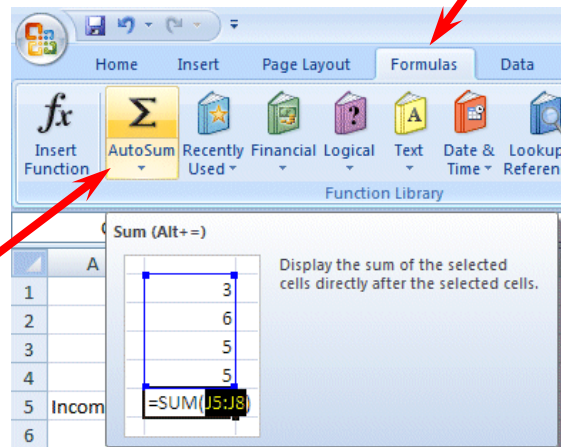 Home Insert Page Layout Formulas Data
fx Σ ? A
Insert Function AutoSum Recently Used Financial Logical Text Date & Time
Function Library
Sum (Alt+=)
A
Display the sum of the selected
cells directly after the selected cells.
1 3
2 6
3 5
4 5
5 Incom =SUM(J5:J8)
6